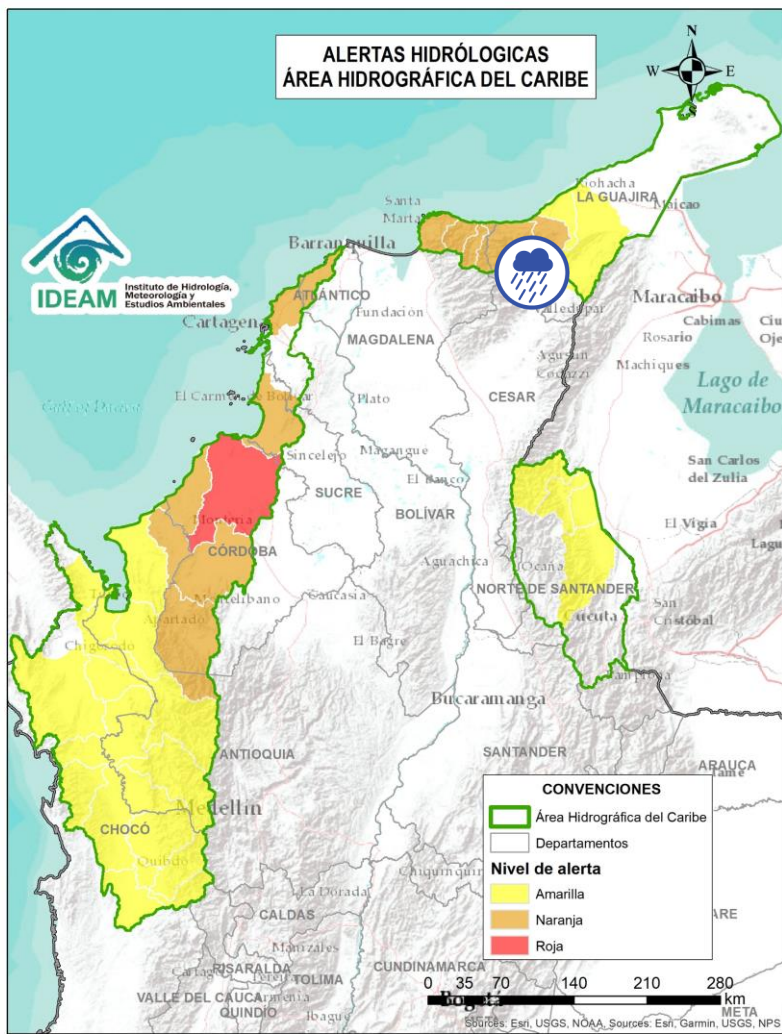 ALERTAS HIDRÓLOGICAS
ÁREA HIDROGRÁFICA DEL CARIBE
N
W
E
S
Riohacha
LA GUAJIRA
Maicao
Santa
Marta
IDEAM
Instituto de Hidrología,
Meteorología y
Estudios Ambientales
Barranquilla
ATLÁNTICO
Cartagena
Fundación
Valledupar
Maracaibo
Cabimas
MAGDALENA
Rosario
Agustín
Codazzi
Machiques
CESAR
Lago de
Maracaibo
El Carmen de Bolívar
Plato
Sincelejo
Magangue
San Carlos
del Zulia
SUCRE
El Banco
BOLÍVAR
Montería
El Vigía
CÓRDOBA
Aguachica
Ocaña
NORTE DE SANTANDER
Montelibano
Caucasia
San
Cristóbal
Apartadó
Cúcuta
El Bagre
Bucaramanga
ANTIOQUIA
SANTANDER
ARAUCA
Medellín
CHOCÓ
Quibdó
La Dorada
CALDAS
Manizales
RISARALDA
TOLIMA
CUNDINAMARCA
VALLE DEL CAUCA
Armenia
QUINDÍO
Ibague
Bogotá
META
META
CONVENCIONES
Área Hidrográfica del Caribe
Departamentos
Nivel de alerta
Amarilla
Naranja
Roja
0 35 70 140 210 280
km
Sources: Esri, USGS, NOAA, Sources: Esri, Garmin, USGS, NPS